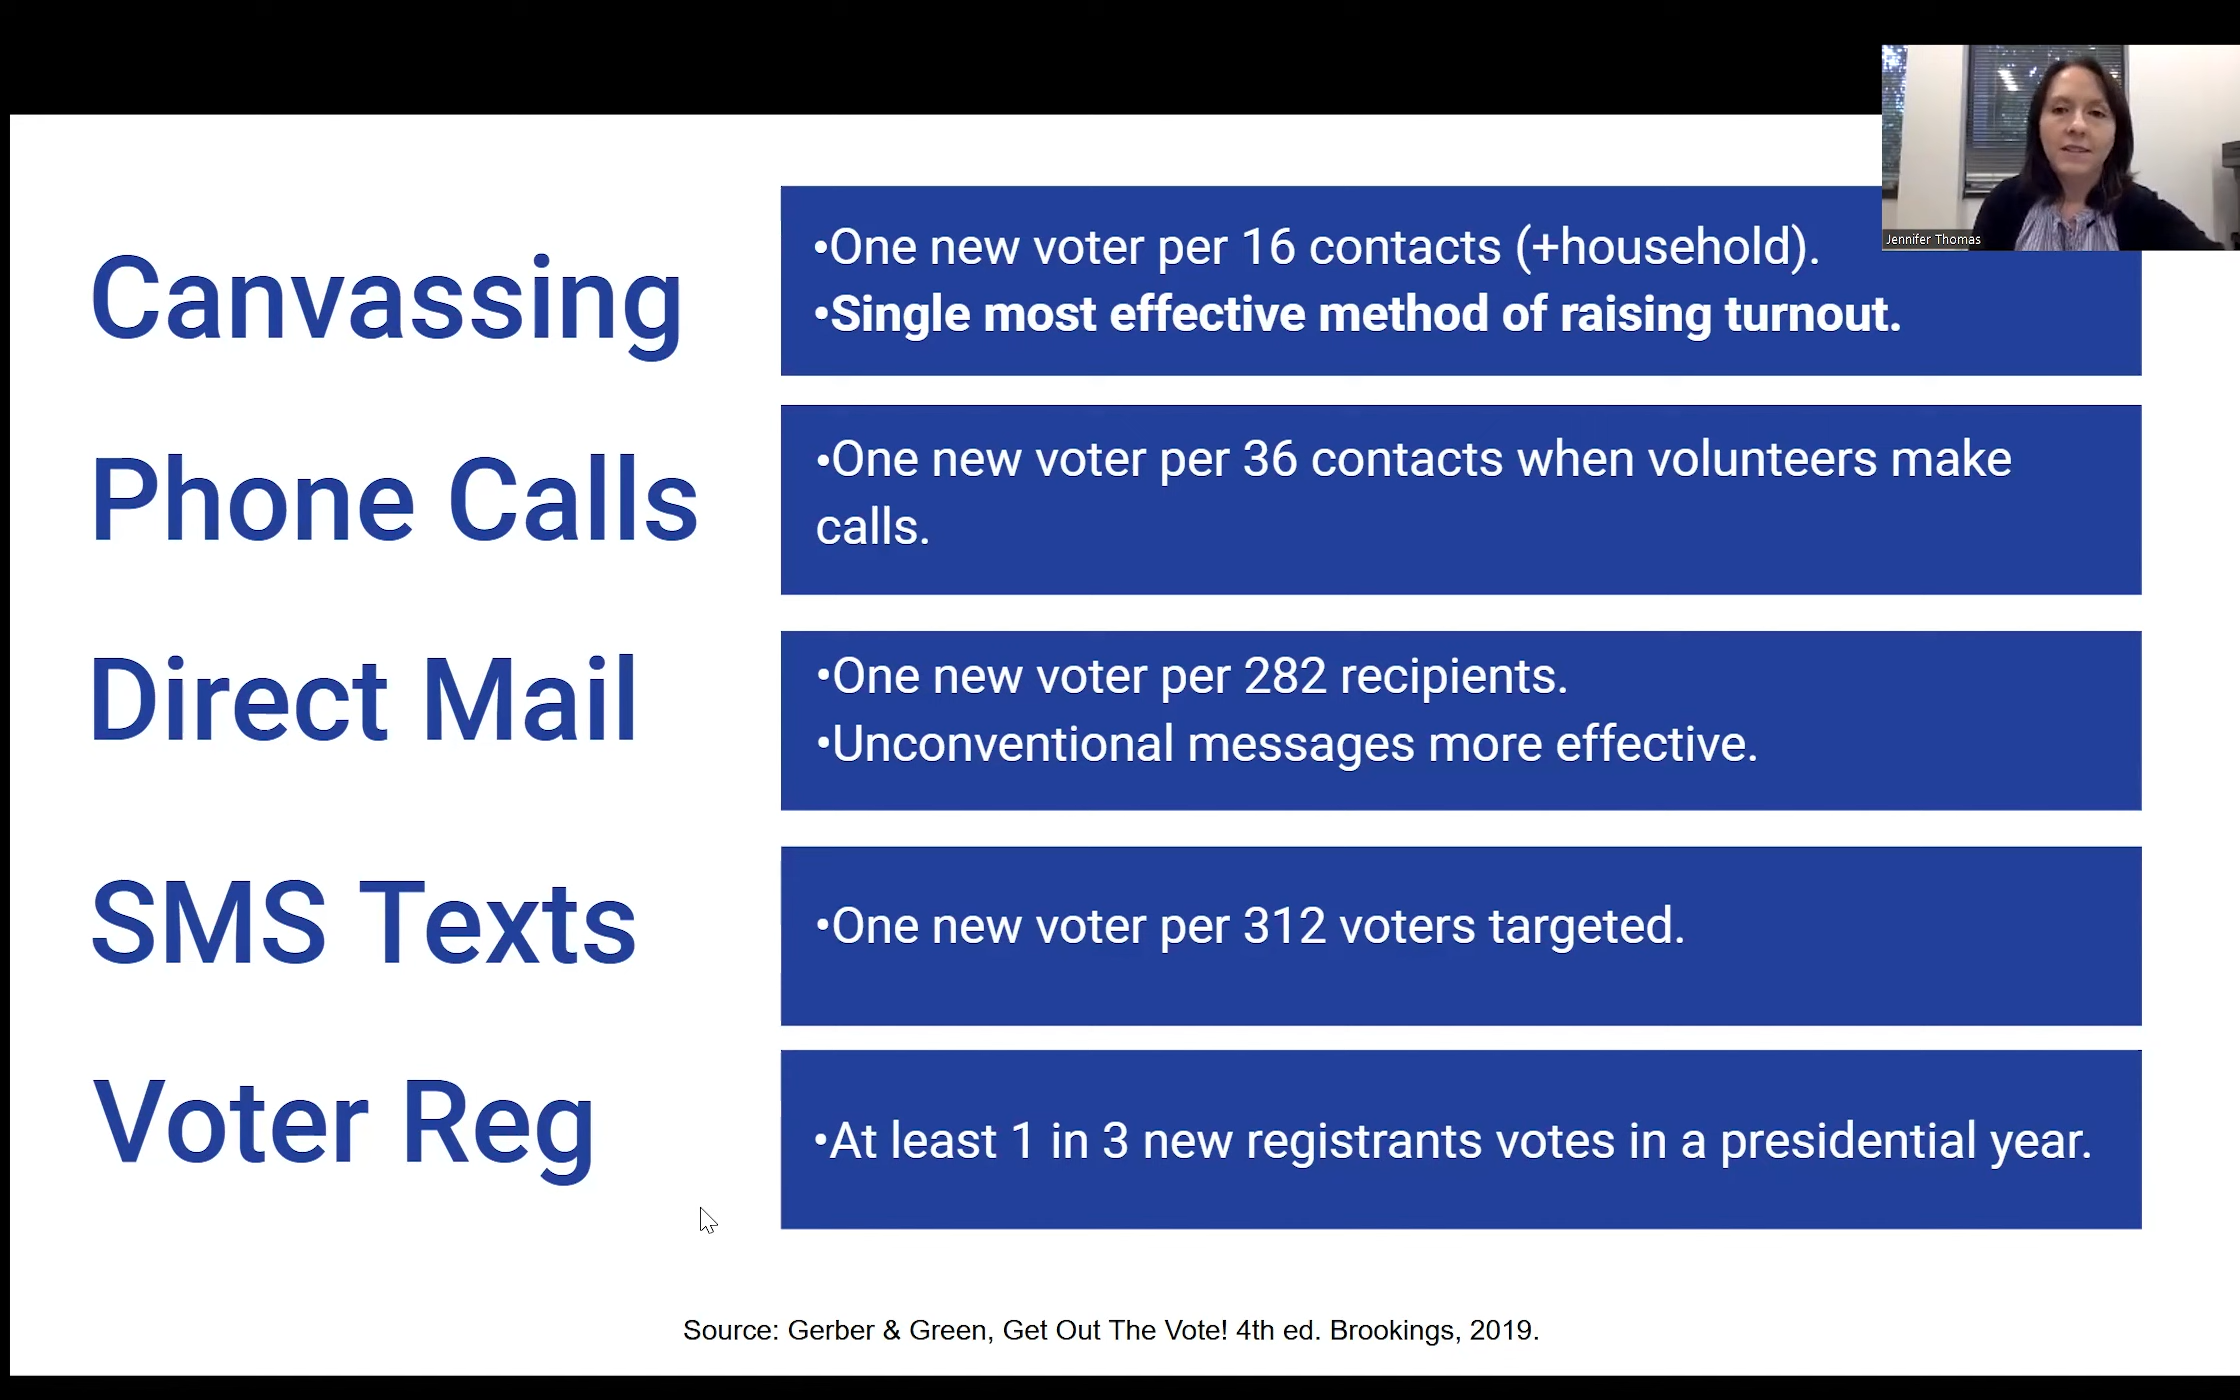 Jennifer Thomas
Canvassing
•One new voter per 16 contacts (+household).
•Single most effective method of raising turnout.
Phone Calls
•One new voter per 36 contacts when volunteers make
calls.
Direct Mail
•One new voter per 282 recipients.
•Unconventional messages more effective.
SMS Texts
•One new voter per 312 voters targeted.
Voter Reg
•At least 1 in 3 new registrants votes in a presidential year.
Source: Gerber & Green, Get Out The Vote! 4th ed. Brookings, 2019.